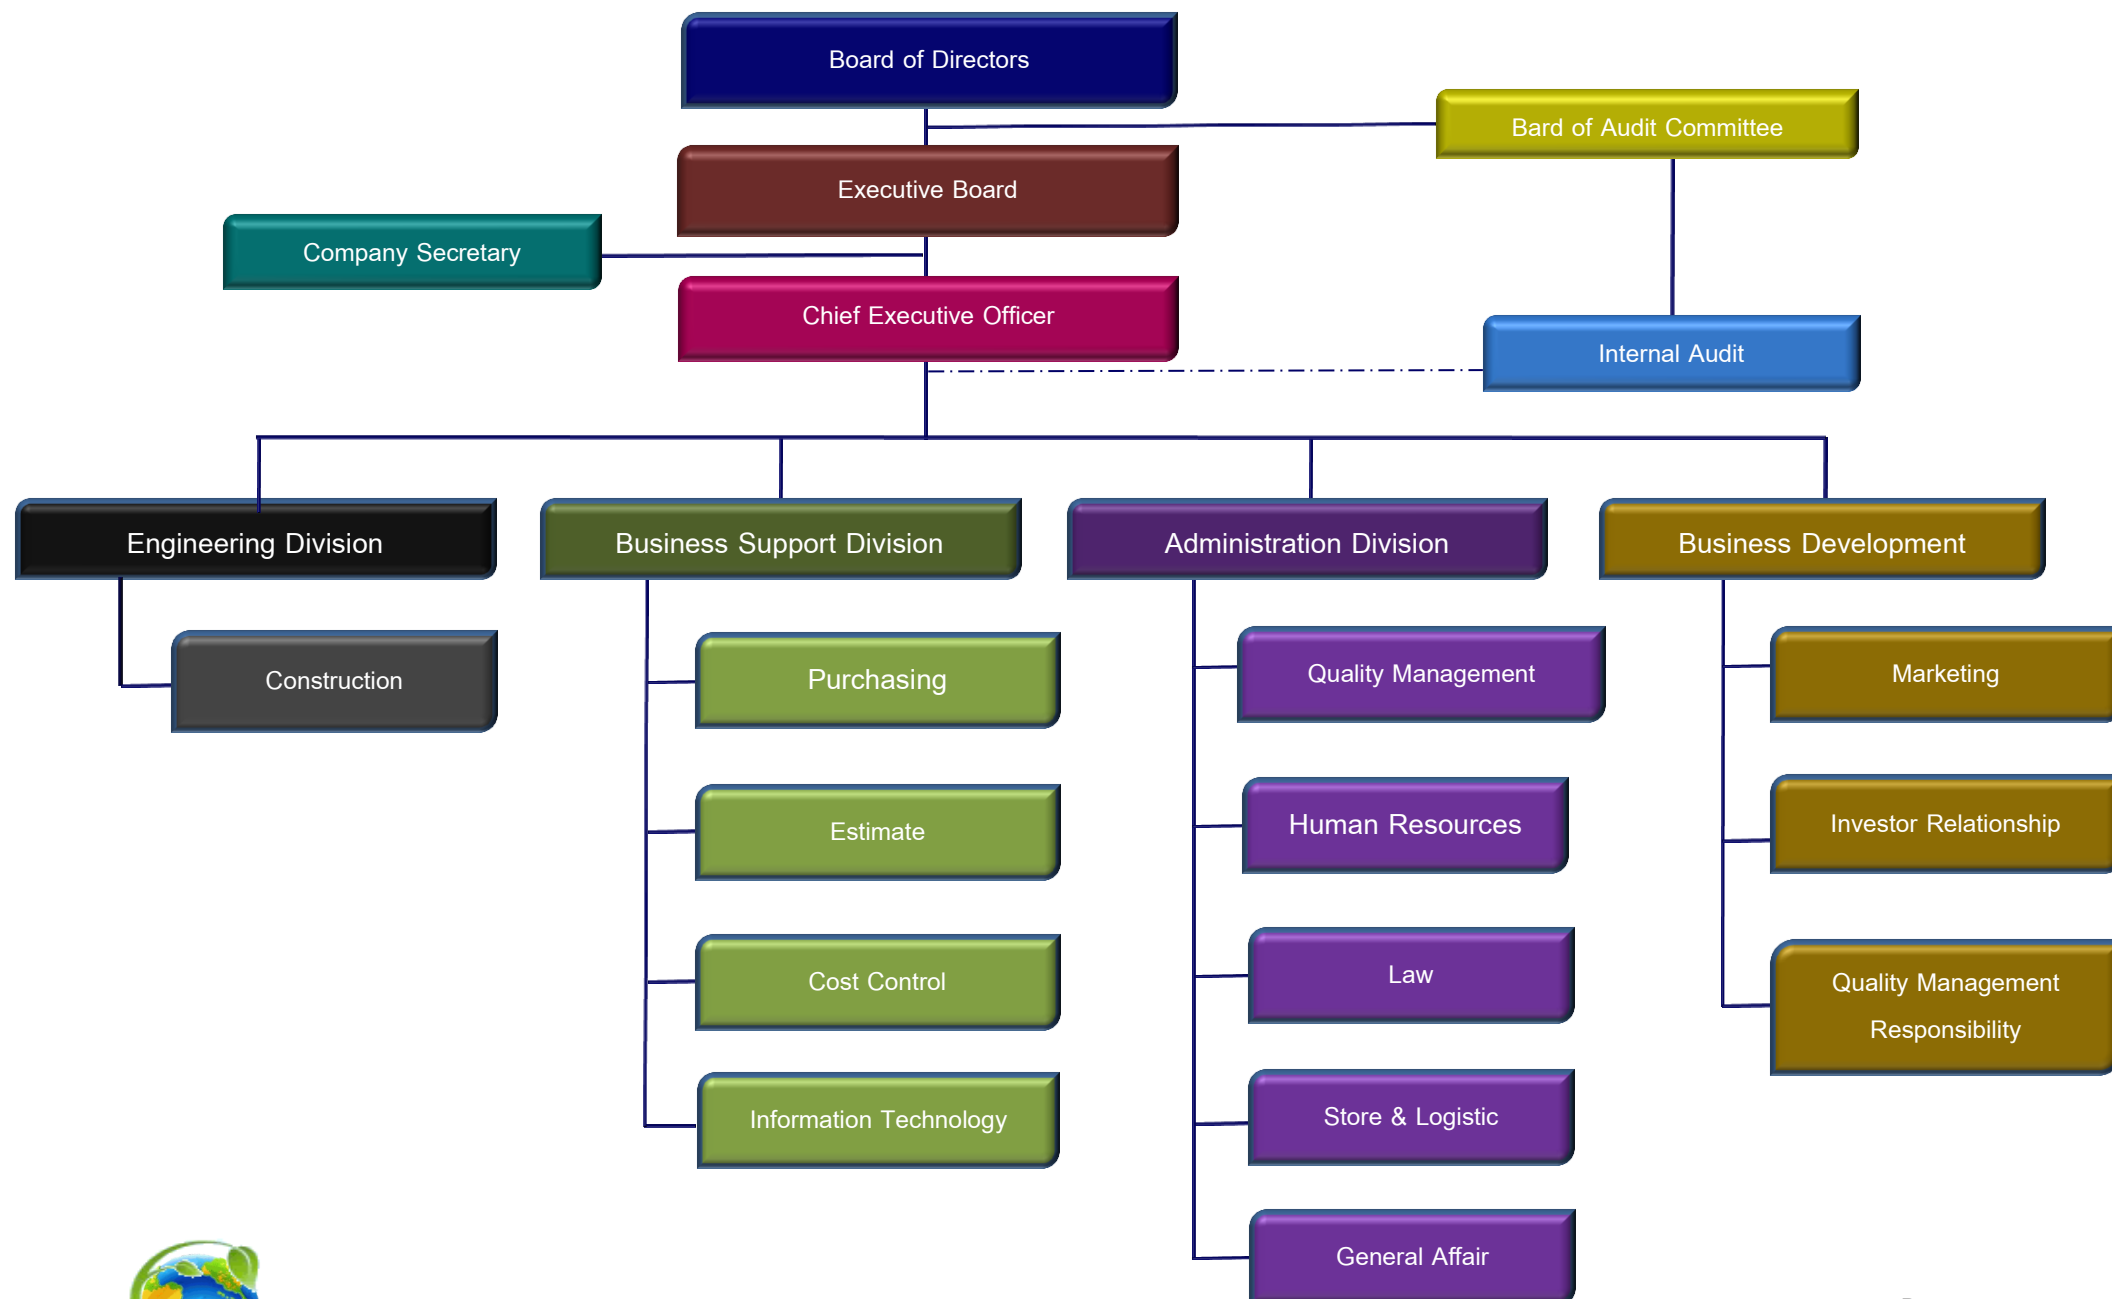 Board of Directors
Bard of Audit Committee
Executive Board
Company Secretary
Chief Executive Officer
Internal Audit
Engineering Division
Business Support Division
Administration Division
Business Development
Construction
Purchasing
Quality Management
Marketing
Estimate
Human Resources
Investor Relationship
Cost Control
Law
Quality Management
Responsibility
Information Technology
Store & Logistic
General Affair